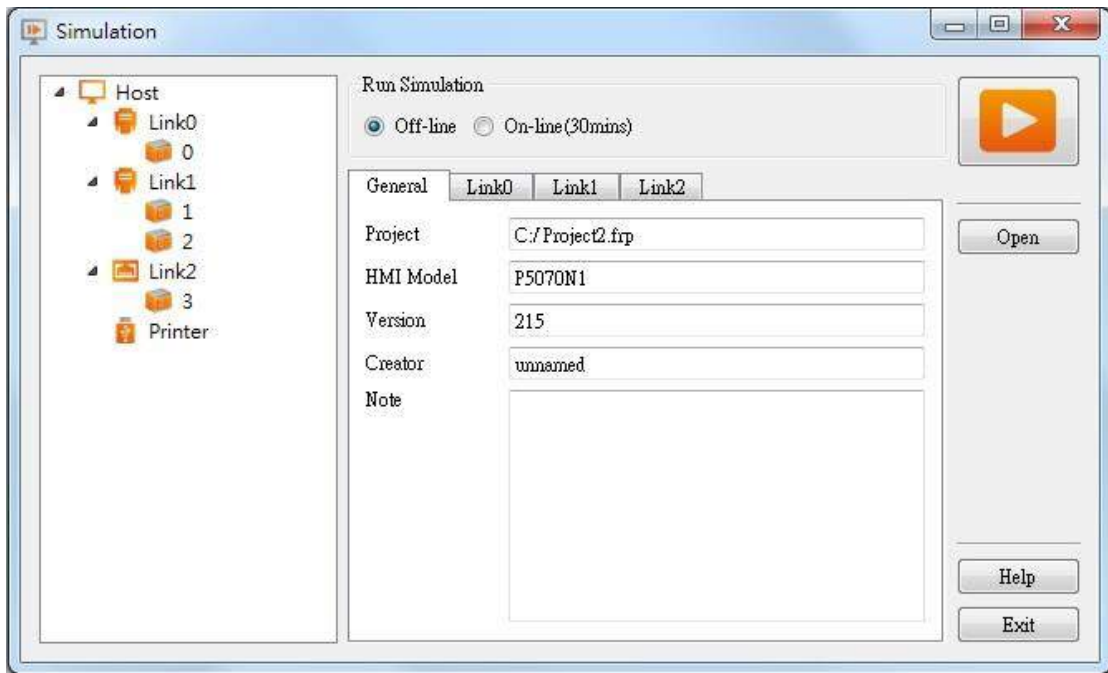 Simulation
Host
Link0
0
Link1
1
2
Link2
3
Printer
Run Simulation
Off-line On-line(30mins)
General Link0 Link1 Link2
Project C:/Project2.frp
HMI Model P5070N1
Version 215
Creator unnamed
Note
Open
Help
Exit